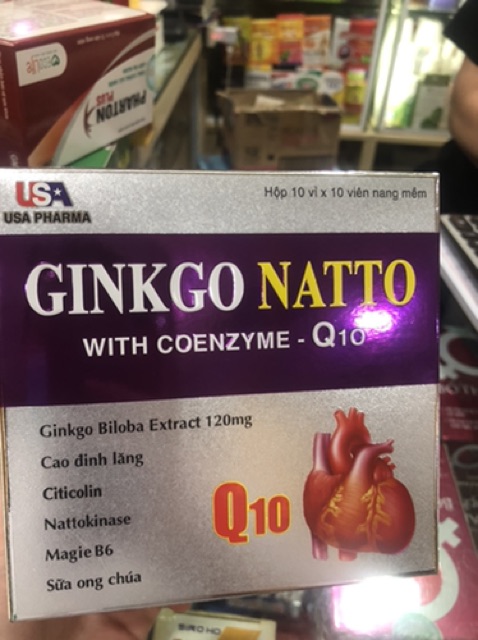 PHARTON
PLUS
USA
USA PHARMA
Hộp 10 vỉ x 10 viên nang mềm
GINKGO NATTO
WITH COENZYME - Q10
Ginkgo Biloba Extract 120mg
Cao đinh lăng
Citicolin
Nattokinase
Magie B6
Sữa ong chúa
Q10